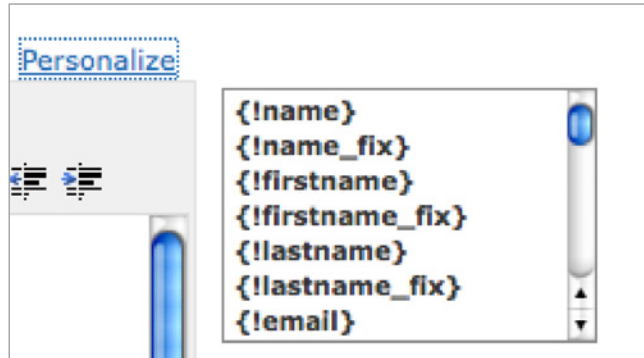 Personalize
{!name}
{!name_fix}
{!firstname}
{!firstname_fix}
{!lastname}
{!lastname_fix}
{!email}